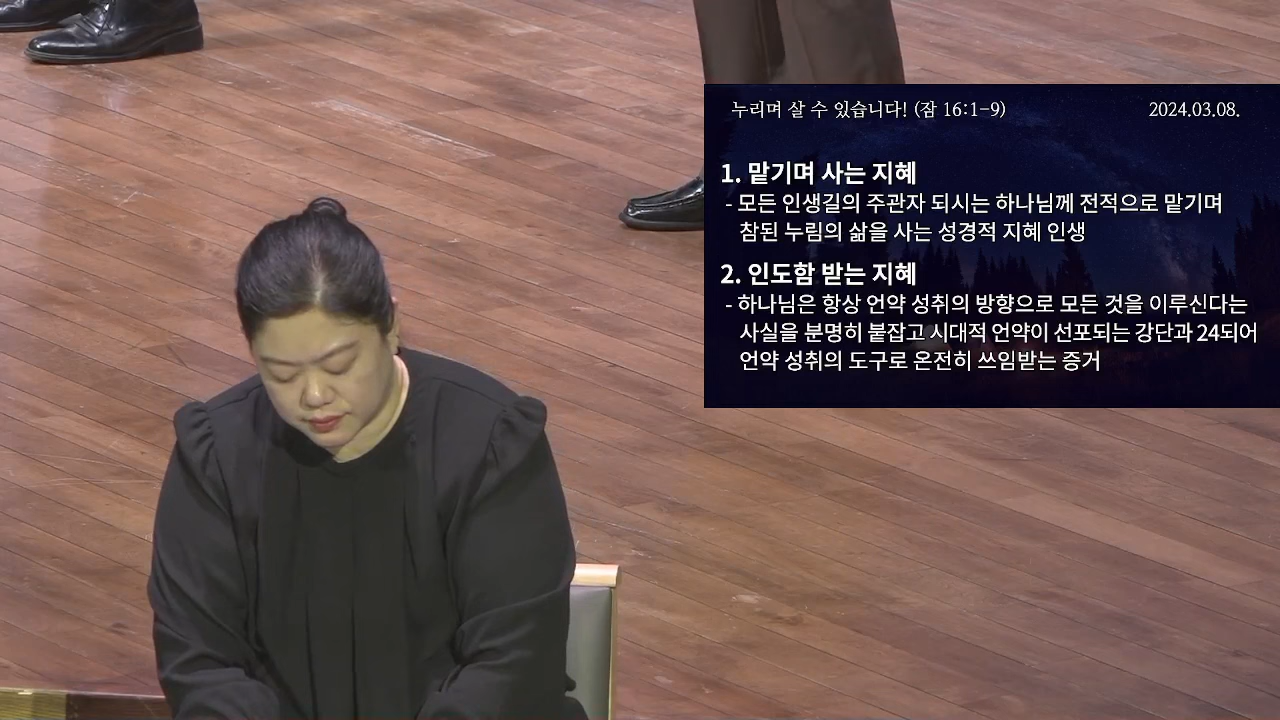 누리며 살 수 있습니다! (잠 16:1-9) 2024.03.08.
1. 맡기며 사는 지혜
- 모든 인생길의 주관자 되시는 하나님께 전적으로 맡기며
참된 누림의 삶을 사는 성경적 지혜 인생
2. 인도함 받는 지혜
- 하나님은 항상 언약 성취의 방향으로 모든 것을 이루신다는
사실을 분명히 붙잡고 시대적 언약이 선포되는 강단과 24되어
언약 성취의 도구로 온전히 쓰임받는 증거